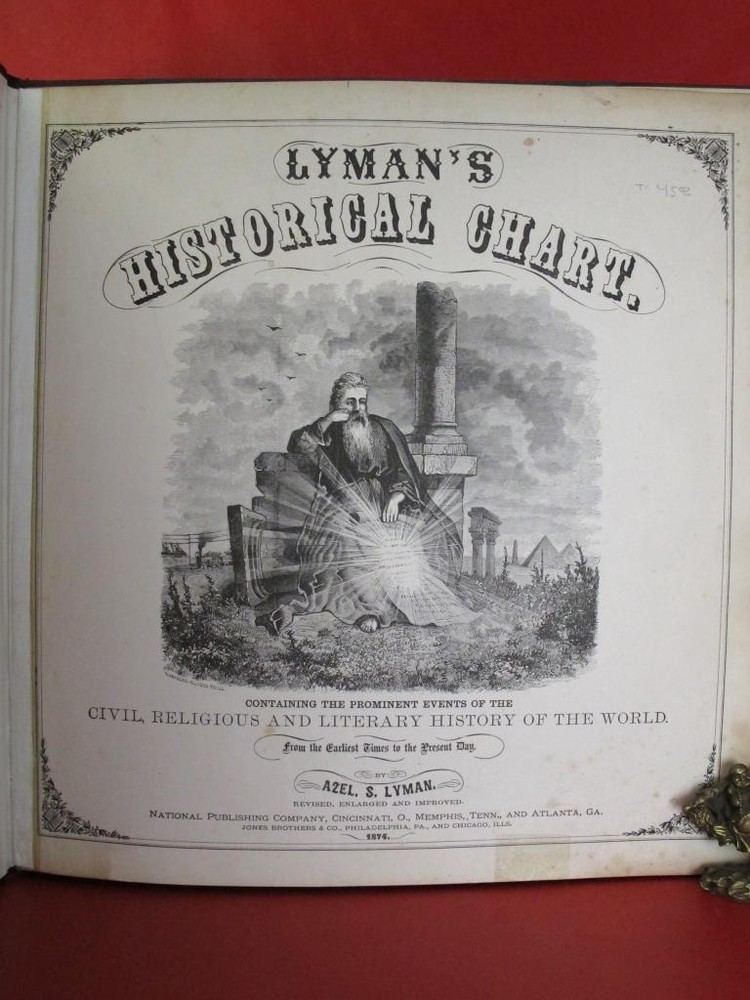 LYMAN'S
HISTORICAL CHART.
CONTAINING THE PROMINENT EVENTS OF THE
CIVIL, RELIGIOUS AND LITERARY HISTORY OF THE WORLD.
From the Earliest Times to the Present Day.
BY
AZEL. S. LYMAN.
REVISED, ENLARGED AND IMPROVED.
NATIONAL PUBLISHING COMPANY, CINCINNATI, O., MEMPHIS, TENN., AND ATLANTA, GA.
JONES BROTHERS & CO., PHILADELPHIA, PA., AND CHICAGO, ILLS.
1874.